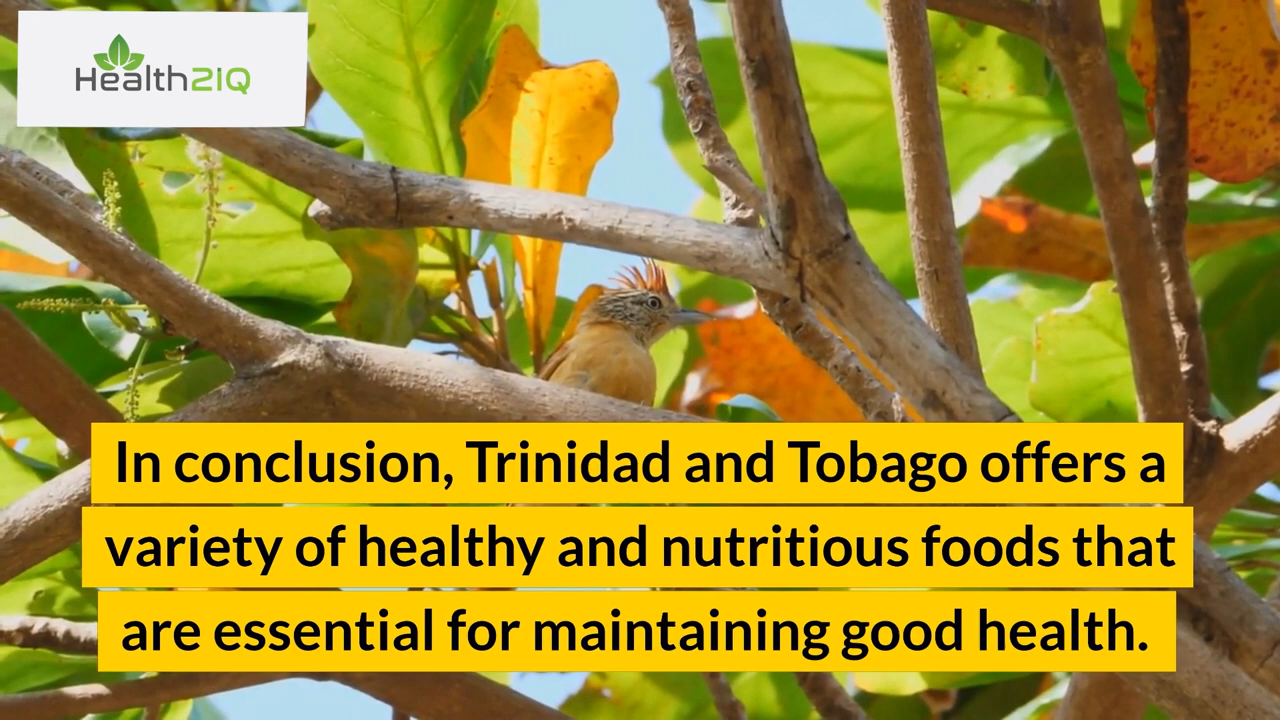 Health2IQ
In conclusion, Trinidad and Tobago offers a
variety of healthy and nutritious foods that
are essential for maintaining good health.